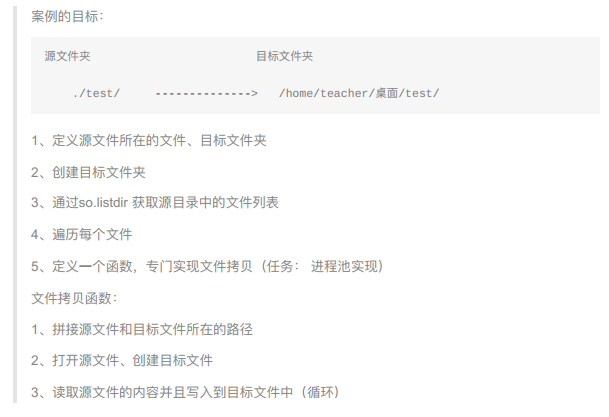 案例的目标：
源文件夹 目标文件夹
./test/ --------------> /home/teacher/桌面/test/
1、定义源文件所在的文件、目标文件夹
2、创建目标文件夹
3、通过so.listdir 获取源目录中的文件列表
4、遍历每个文件
5、定义一个函数，专门实现文件拷贝（任务： 进程池实现）
文件拷贝函数：
1、拼接源文件和目标文件所在的路径
2、打开源文件、创建目标文件
3、读取源文件的内容并且写入到目标文件中（循环）